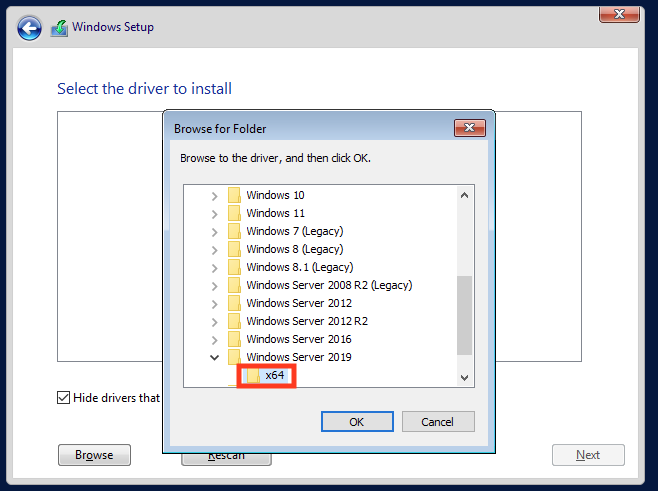 Windows Setup
Select the driver to install
Browse for Folder
Browse to the driver, and then click OK.
Windows 10
Windows 11
Windows 7 (Legacy)
Windows 8 (Legacy)
Windows 8.1 (Legacy)
Windows Server 2008 R2 (Legacy)
Windows Server 2012
Windows Server 2012 R2
Windows Server 2016
Windows Server 2019
x64
Hide drivers that
OK Cancel
Browse Rescan Next